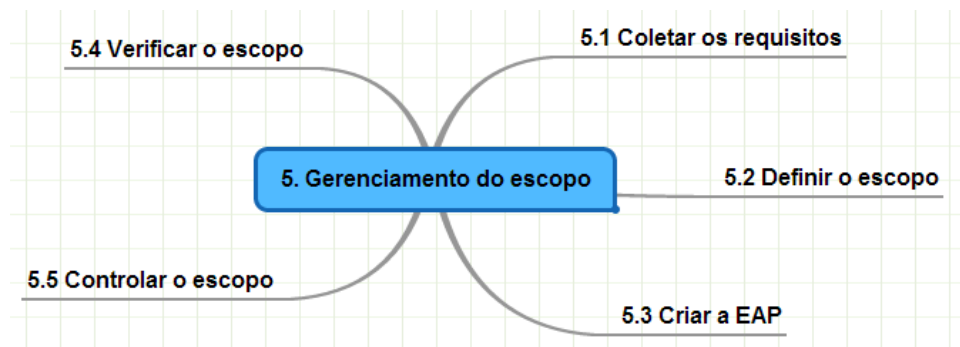 5. Gerenciamento do escopo
5.1 Coletar os requisitos
5.2 Definir o escopo
5.3 Criar a EAP
5.4 Verificar o escopo
5.5 Controlar o escopo